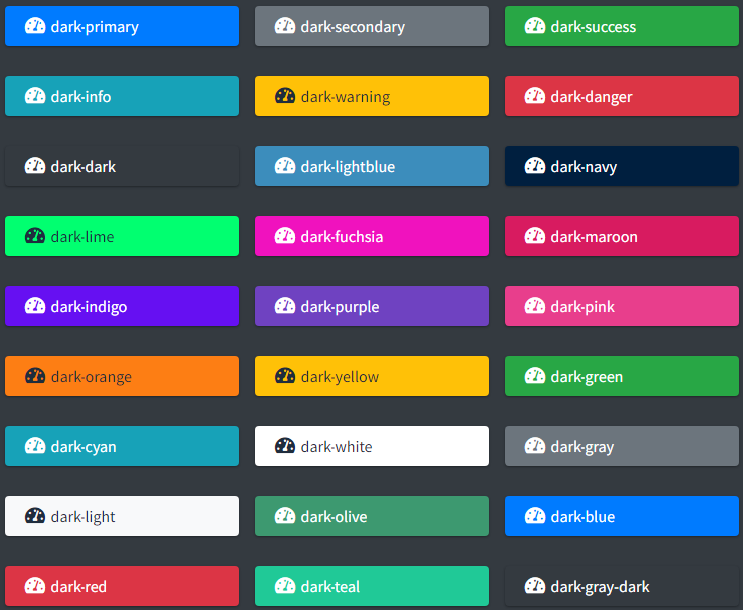 dark-primary
dark-secondary
dark-success
dark-info
dark-warning
dark-danger
dark-dark
dark-lightblue
dark-navy
dark-lime
dark-fuchsia
dark-maroon
dark-indigo
dark-purple
dark-pink
dark-orange
dark-yellow
dark-green
dark-cyan
dark-white
dark-gray
dark-light
dark-olive
dark-blue
dark-red
dark-teal
dark-gray-dark